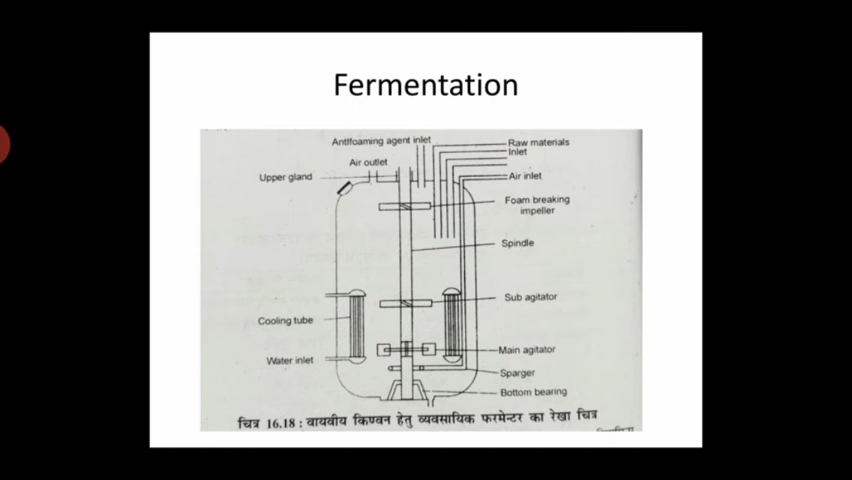 Fermentation
Antifoaming agent inlet
Raw materials
Inlet
Air outlet
Upper gland
Air inlet
Foam breaking
impeller
Spindle
Sub agitator
Cooling tube
Main agitator
Water inlet
Sparger
Bottom bearing
चित्र 16.18 : वायवीय किण्वन हेतु व्यवसायिक फरमेन्टर का रेखा चित्र